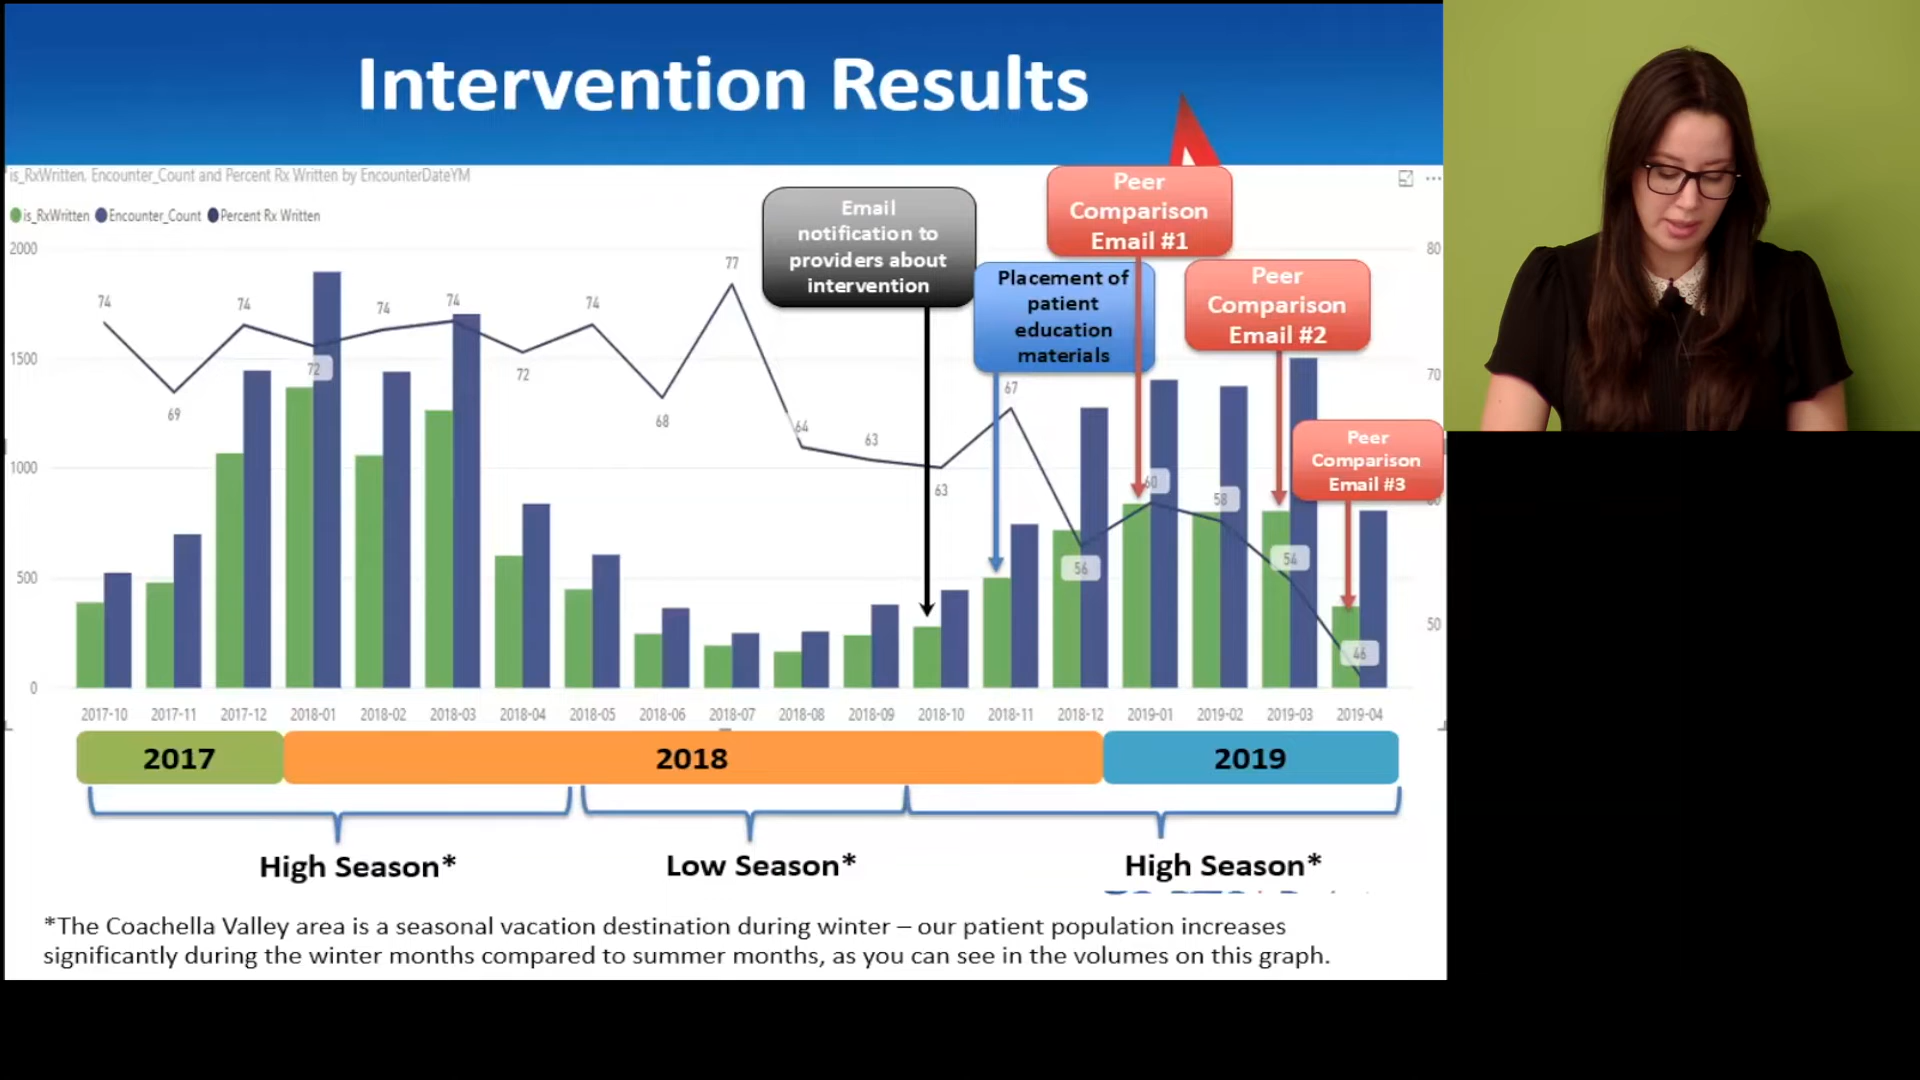 Intervention Results
is_RxWritten, Encounter_Count and Percent Rx Written by EncounterDateYM
is_RxWritten Encounter_Count Percent Rx Written
Email
notification to
providers about
intervention
Placement of
patient
education
materials
Peer
Comparison
Email #1
Peer
Comparison
Email #2
Peer
Comparison
Email #3
2000
1500
1000
500
0
80
70
50
74
69
74
72
74
74
72
74
68
77
64
63
63
67
56
60
58
54
46
2017-10 2017-11 2017-12 2018-01 2018-02 2018-03 2018-04 2018-05 2018-06 2018-07 2018-08 2018-09 2018-10 2018-11 2018-12 2019-01 2019-02 2019-03 2019-04
2017 2018 2019
High Season* Low Season* High Season*
*The Coachella Valley area is a seasonal vacation destination during winter – our patient population increases
significantly during the winter months compared to summer months, as you can see in the volumes on this graph.